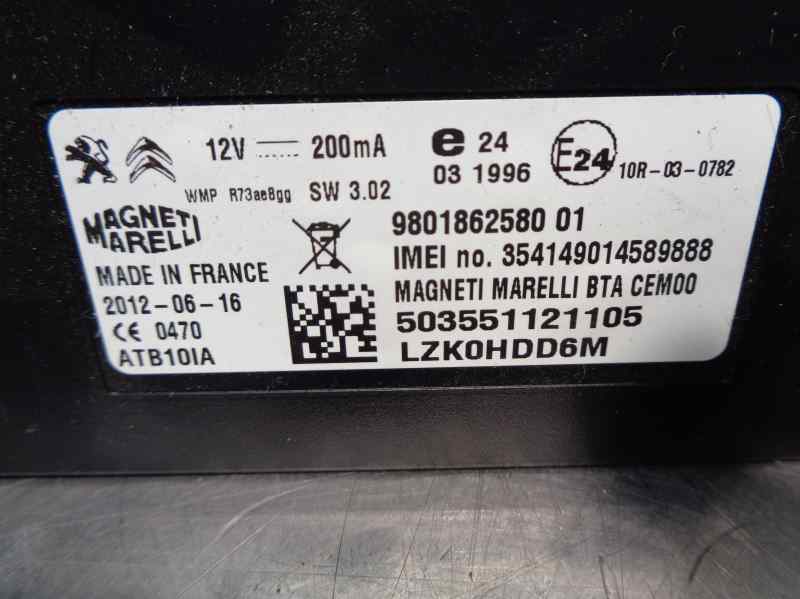 12V 200mA e 24
03 1996 E24 10R-03-0782
WMP R73ae8gg SW 3.02
MAGNETI
MARELLI
MADE IN FRANCE
2012-06-16
CE 0470
ATB10IA
9801862580 01
IMEI no. 354149014589888
MAGNETI MARELLI BTA CEM00
503551121105
LZK0HDD6M